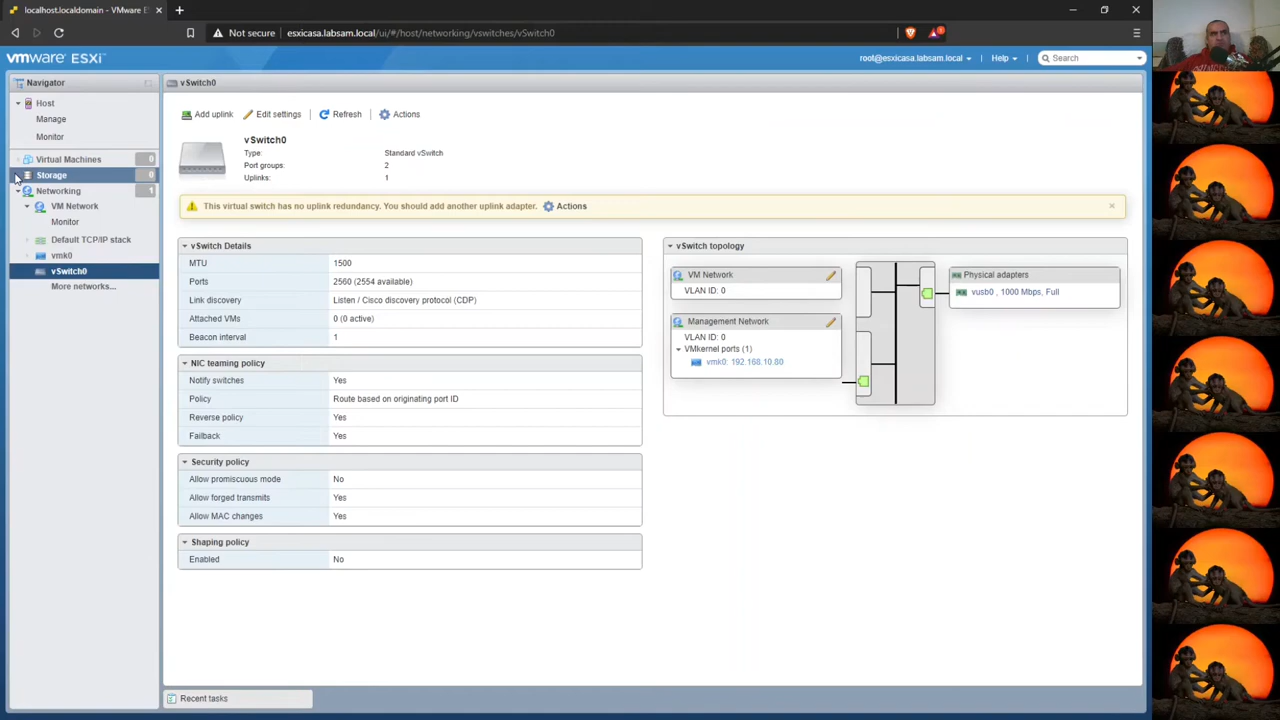 localhost.localdomain - VMware E
Not secure
esxicasa.labsam.local/ui/#/host/networking/vswitches/vSwitch0
1
vmware ESXi™
root@esxicasa.labsam.local
Help
Search
Navigator
Host
Manage
Monitor
Virtual Machines 0
Storage 0
Networking 1
VM Network
Monitor
Default TCP/IP stack
vmk0
vSwitch0
More networks...
vSwitch0
Add uplink
Edit settings
Refresh
Actions
vSwitch0
Type: Standard vSwitch
Port groups: 2
Uplinks: 1
This virtual switch has no uplink redundancy. You should add another uplink adapter. Actions
vSwitch Details
MTU 1500
Ports 2560 (2554 available)
Link discovery Listen / Cisco discovery protocol (CDP)
Attached VMs 0 (0 active)
Beacon interval 1
NIC teaming policy
Notify switches Yes
Policy Route based on originating port ID
Reverse policy Yes
Failback Yes
Security policy
Allow promiscuous mode No
Allow forged transmits Yes
Allow MAC changes Yes
Shaping policy
Enabled No
vSwitch topology
VM Network
VLAN ID: 0
Management Network
VLAN ID: 0
VMkernel ports (1)
vmk0: 192.168.10.80
Physical adapters
vusb0 , 1000 Mbps, Full
Recent tasks